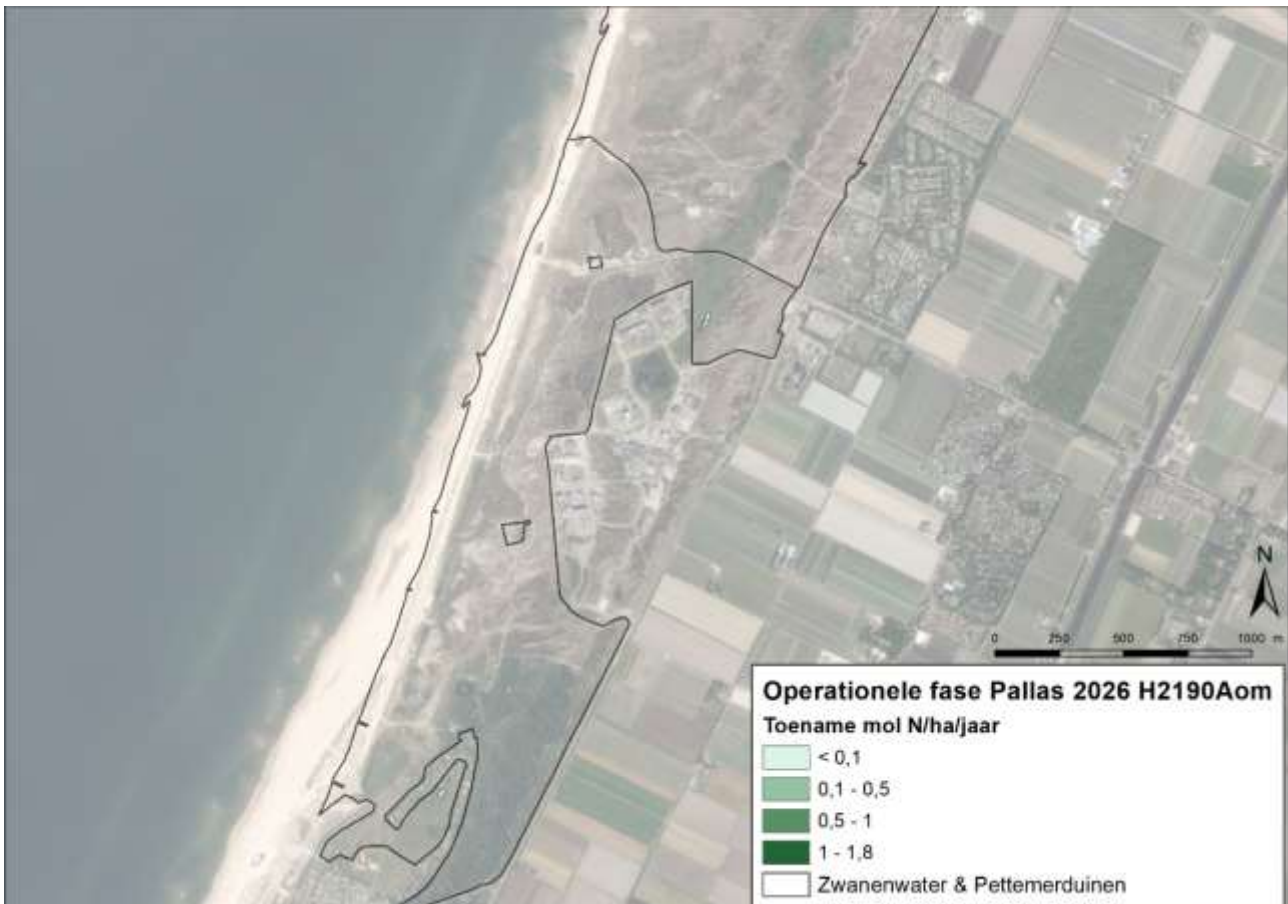 N
0 250 500 750 1000 m
Operationele fase Pallas 2026 H2190Aom
Toename mol N/ha/jaar
< 0,1
0,1 - 0,5
0,5 - 1
1 - 1,8
Zwanenwater & Pettemerduinen